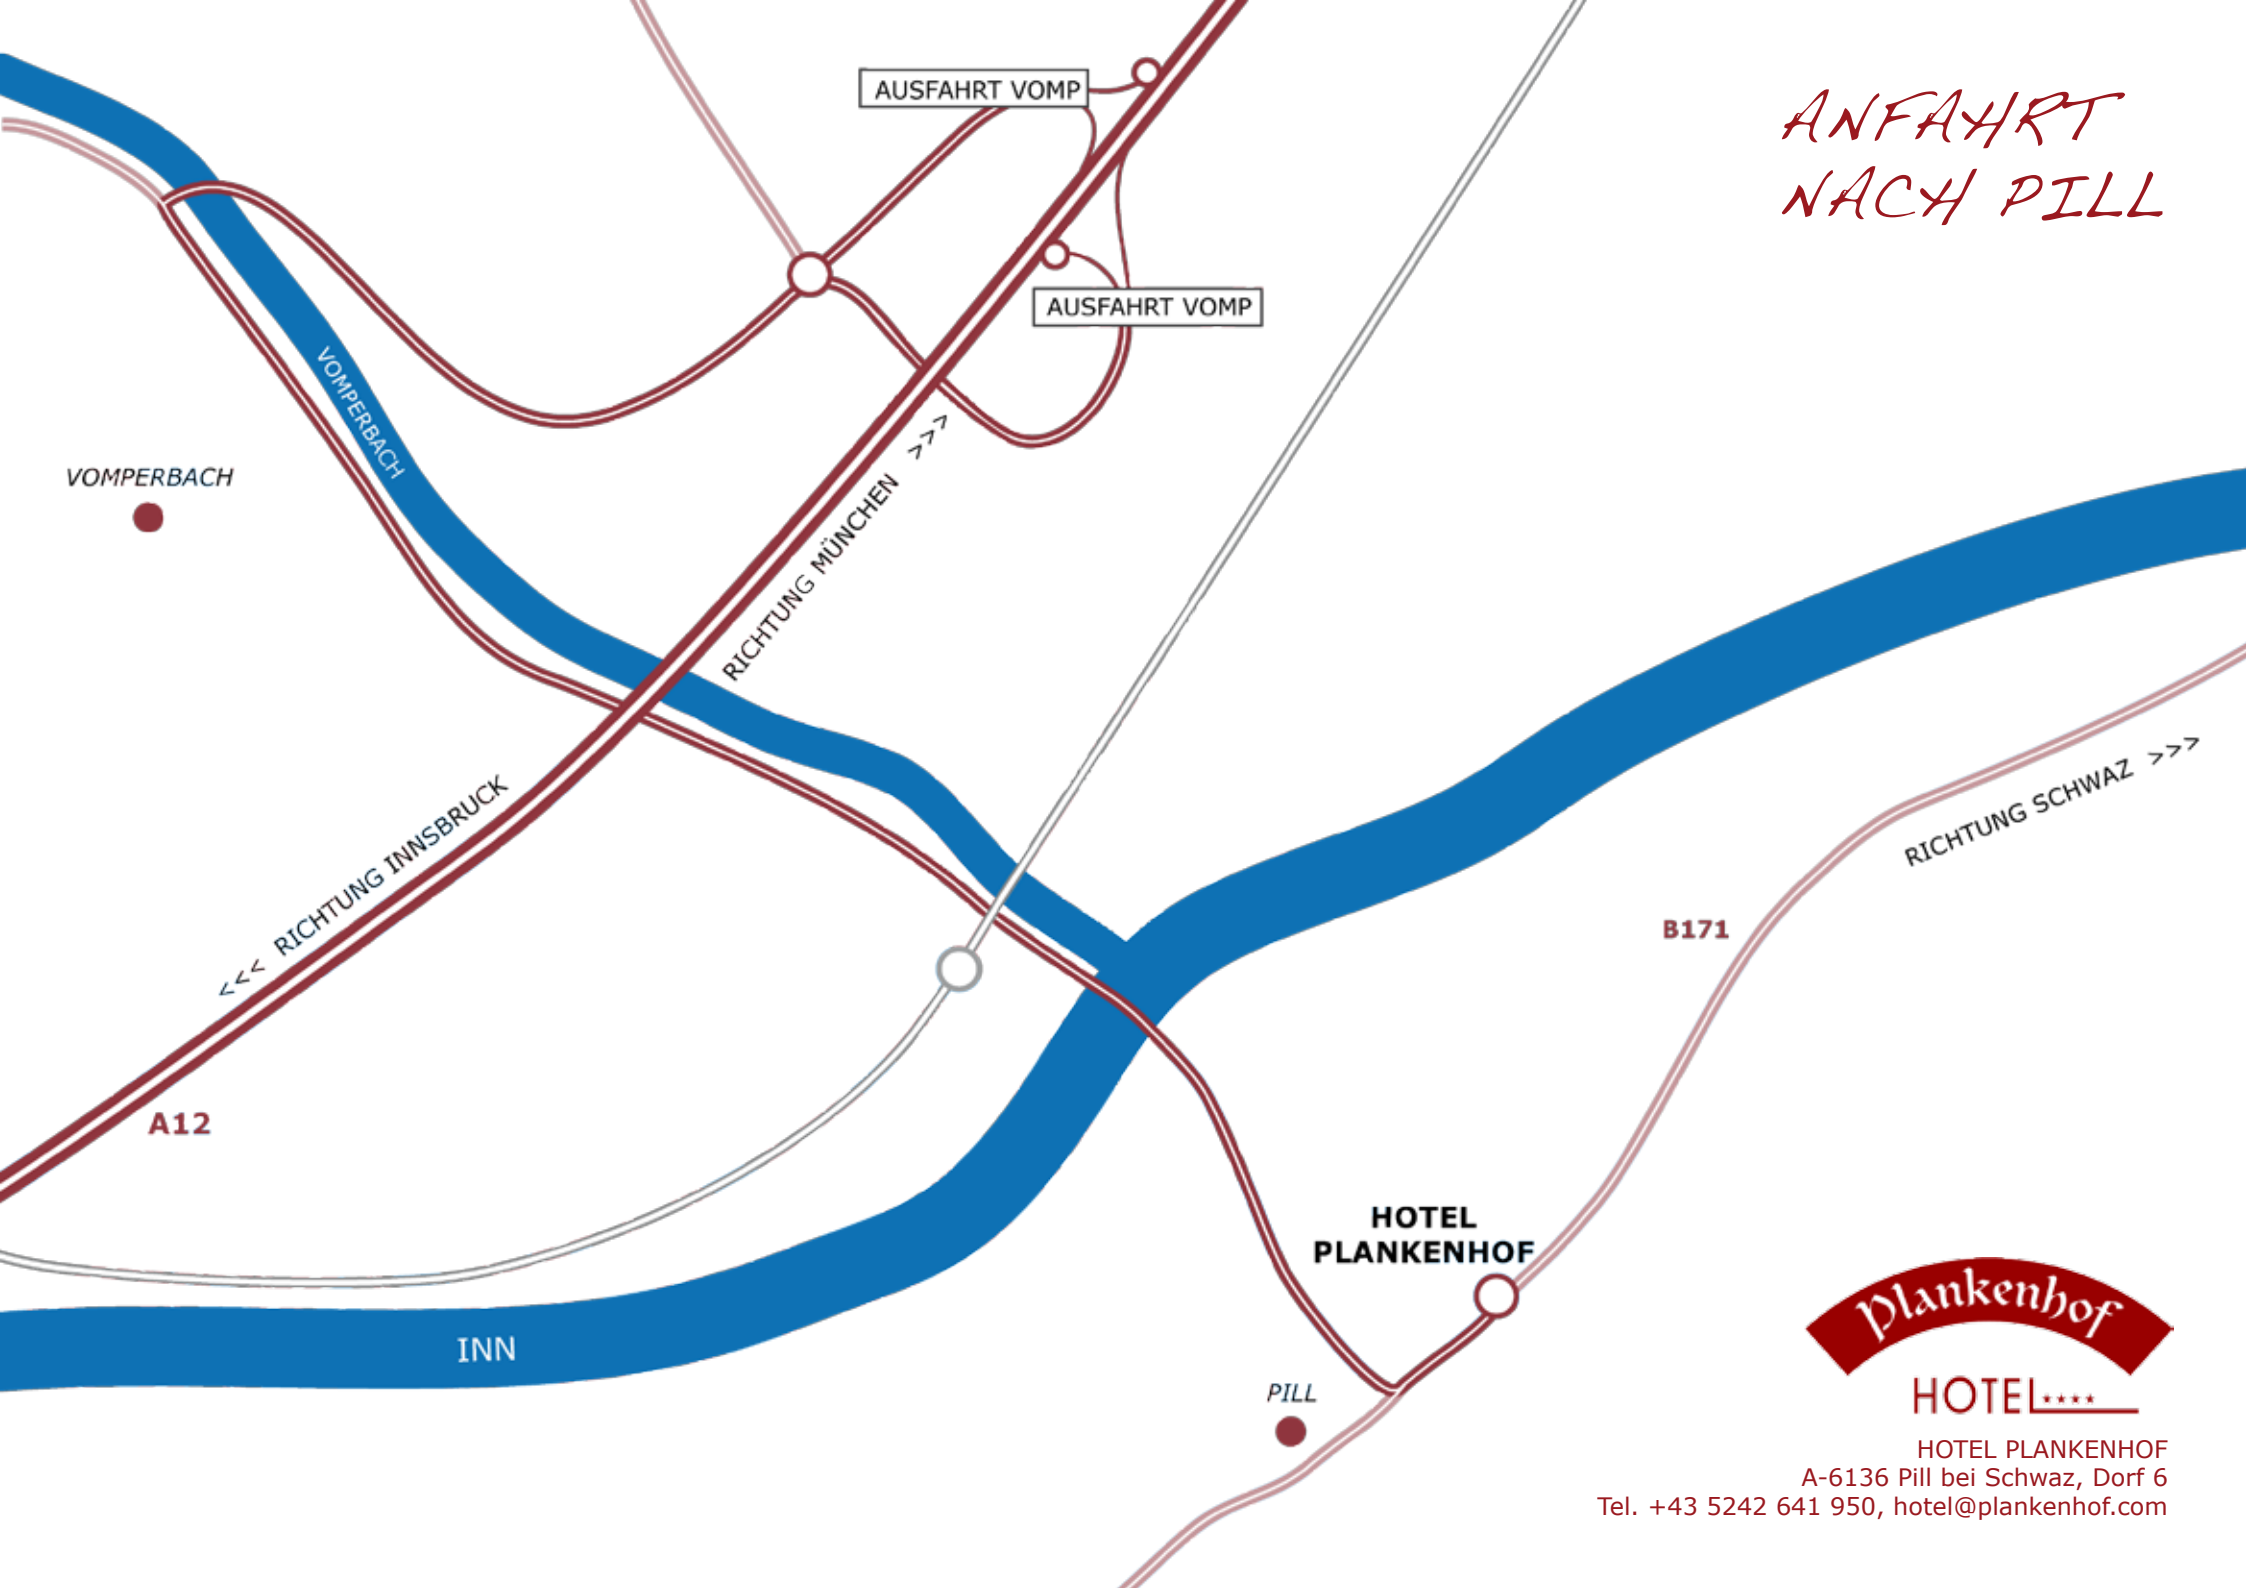 ANFAHRT
NACH PILL
AUSFAHRT VOMP
AUSFAHRT VOMP
VOMPERBACH
VOMPERBACH
RICHTUNG MÜNCHEN >>>
<<< RICHTUNG INNSBRUCK
RICHTUNG SCHWAZ >>>
B171
A12
HOTEL
PLANKENHOF
INN
PILL
Plankenhof
HOTEL****
HOTEL PLANKENHOF
A-6136 Pill bei Schwaz, Dorf 6
Tel. +43 5242 641 950, hotel@plankenhof.com